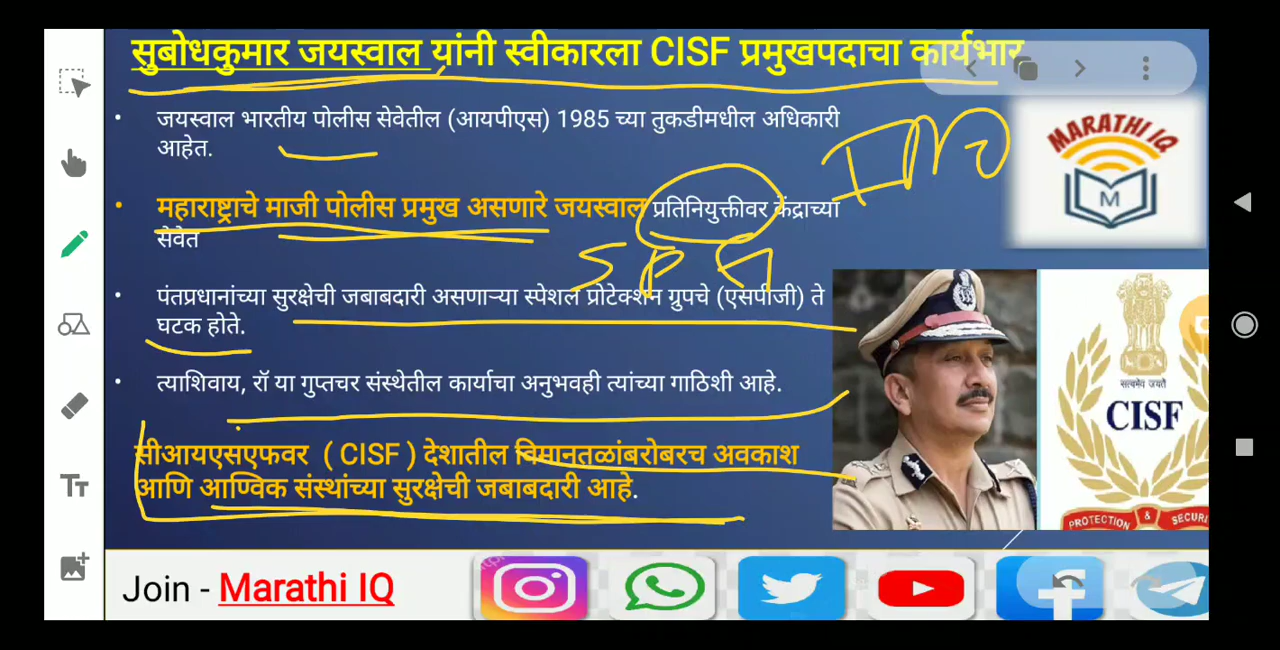 सुबोधकुमार जयस्वाल यांनी स्वीकारला CISF प्रमुखपदाचा कार्यभार
• जयस्वाल भारतीय पोलीस सेवेतील (आयपीएस) 1985 च्या तुकडीमधील अधिकारी
आहेत.
• महाराष्ट्राचे माजी पोलीस प्रमुख असणारे जयस्वाल प्रतिनियुक्तीवर केंद्राच्या
सेवेत
SPG
• पंतप्रधानांच्या सुरक्षेची जबाबदारी असणाऱ्या स्पेशल प्रोटेक्शन ग्रुपचे (एसपीजी) ते
घटक होते.
• त्याशिवाय, रॉ या गुप्तचर संस्थेतील कार्याचा अनुभवही त्यांच्या गाठिशी आहे.
सीआयएसएफवर ( CISF ) देशातील विमानतळांबरोबरच अवकाश
आणि आण्विक संस्थांच्या सुरक्षेची जबाबदारी आहे.
MARATHI IQ
M
सत्यमेव जयते
CISF
PROTECTION & SECURI
Join - Marathi IQ
Tт